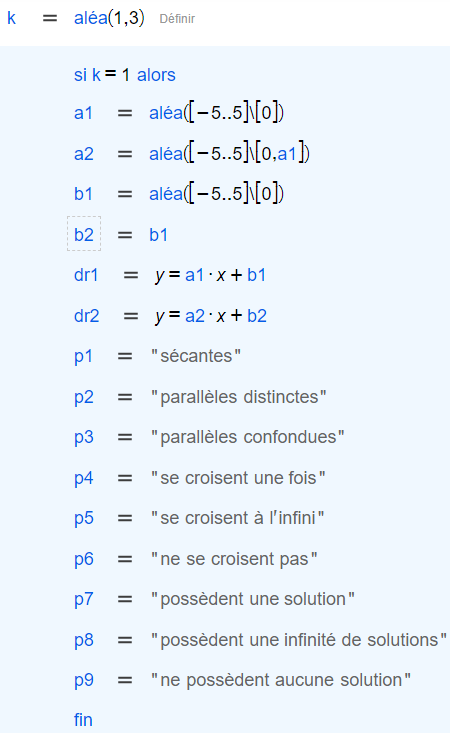 k = aléa(1,3) Définir
si k = 1 alors
a1 = aléa([−5..5]\[0])
a2 = aléa([−5..5]\[0,a1])
b1 = aléa([−5..5]\[0])
b2 = b1
dr1 = y = a1 · x + b1
dr2 = y = a2 · x + b2
p1 = "sécantes"
p2 = "parallèles distinctes"
p3 = "parallèles confondues"
p4 = "se croisent une fois"
p5 = "se croisent à l'infini"
p6 = "ne se croisent pas"
p7 = "possèdent une solution"
p8 = "possèdent une infinité de solutions"
p9 = "ne possèdent aucune solution"
fin